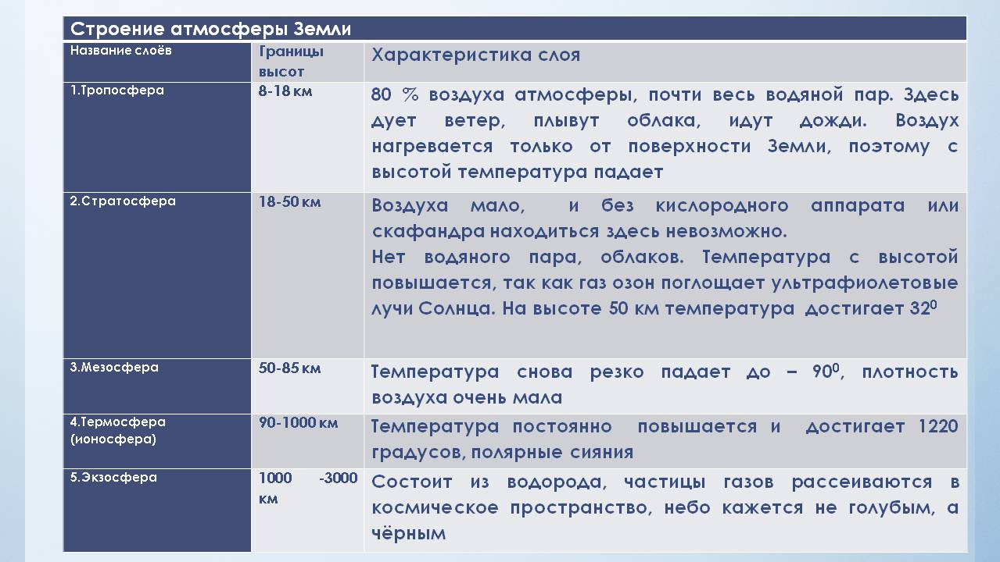 Строение атмосферы Земли
Название слоёв
Границы
высот
Характеристика слоя
1.Тропосфера
8-18 км
80 % воздуха атмосферы, почти весь водяной пар. Здесь
дует ветер, плывут облака, идут дожди. Воздух
нагревается только от поверхности Земли, поэтому с
высотой температура падает
2.Стратосфера
18-50 км
Воздуха мало, и без кислородного аппарата или
скафандра находиться здесь невозможно.
Нет водяного пара, облаков. Температура с высотой
повышается, так как газ озон поглощает ультрафиолетовые
лучи Солнца. На высоте 50 км температура достигает 32⁰
3.Мезосфера
50-85 км
Температура снова резко падает до – 90⁰, плотность
воздуха очень мала
4.Термосфера
(ионосфера)
90-1000 км
Температура постоянно повышается и достигает 1220
градусов, полярные сияния
5.Экзосфера
1000 -3000
км
Состоит из водорода, частицы газов рассеиваются в
космическое пространство, небо кажется не голубым, а
чёрным